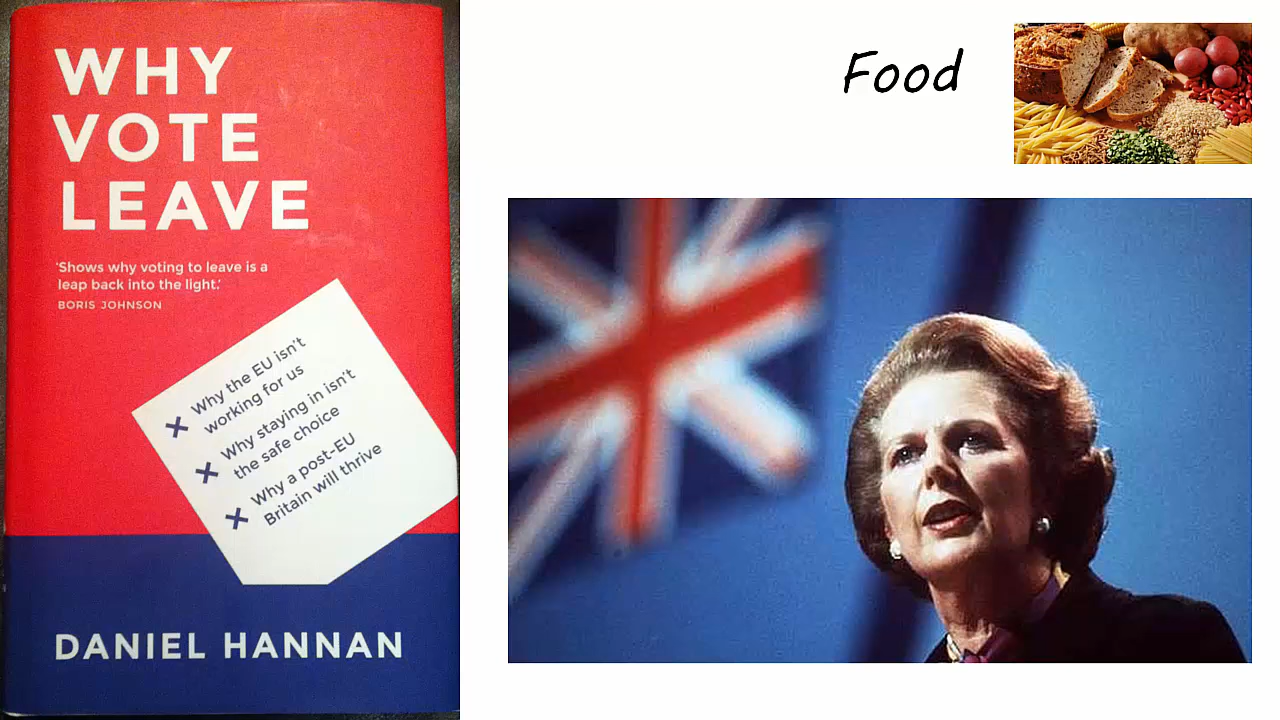 WHY
VOTE
LEAVE
'Shows why voting to leave is a
leap back into the light.'
BORIS JOHNSON
Why the EU isn't
working for us
Why staying in isn't
the safe choice
Why a post-EU
Britain will thrive
DANIEL HANNAN
Food